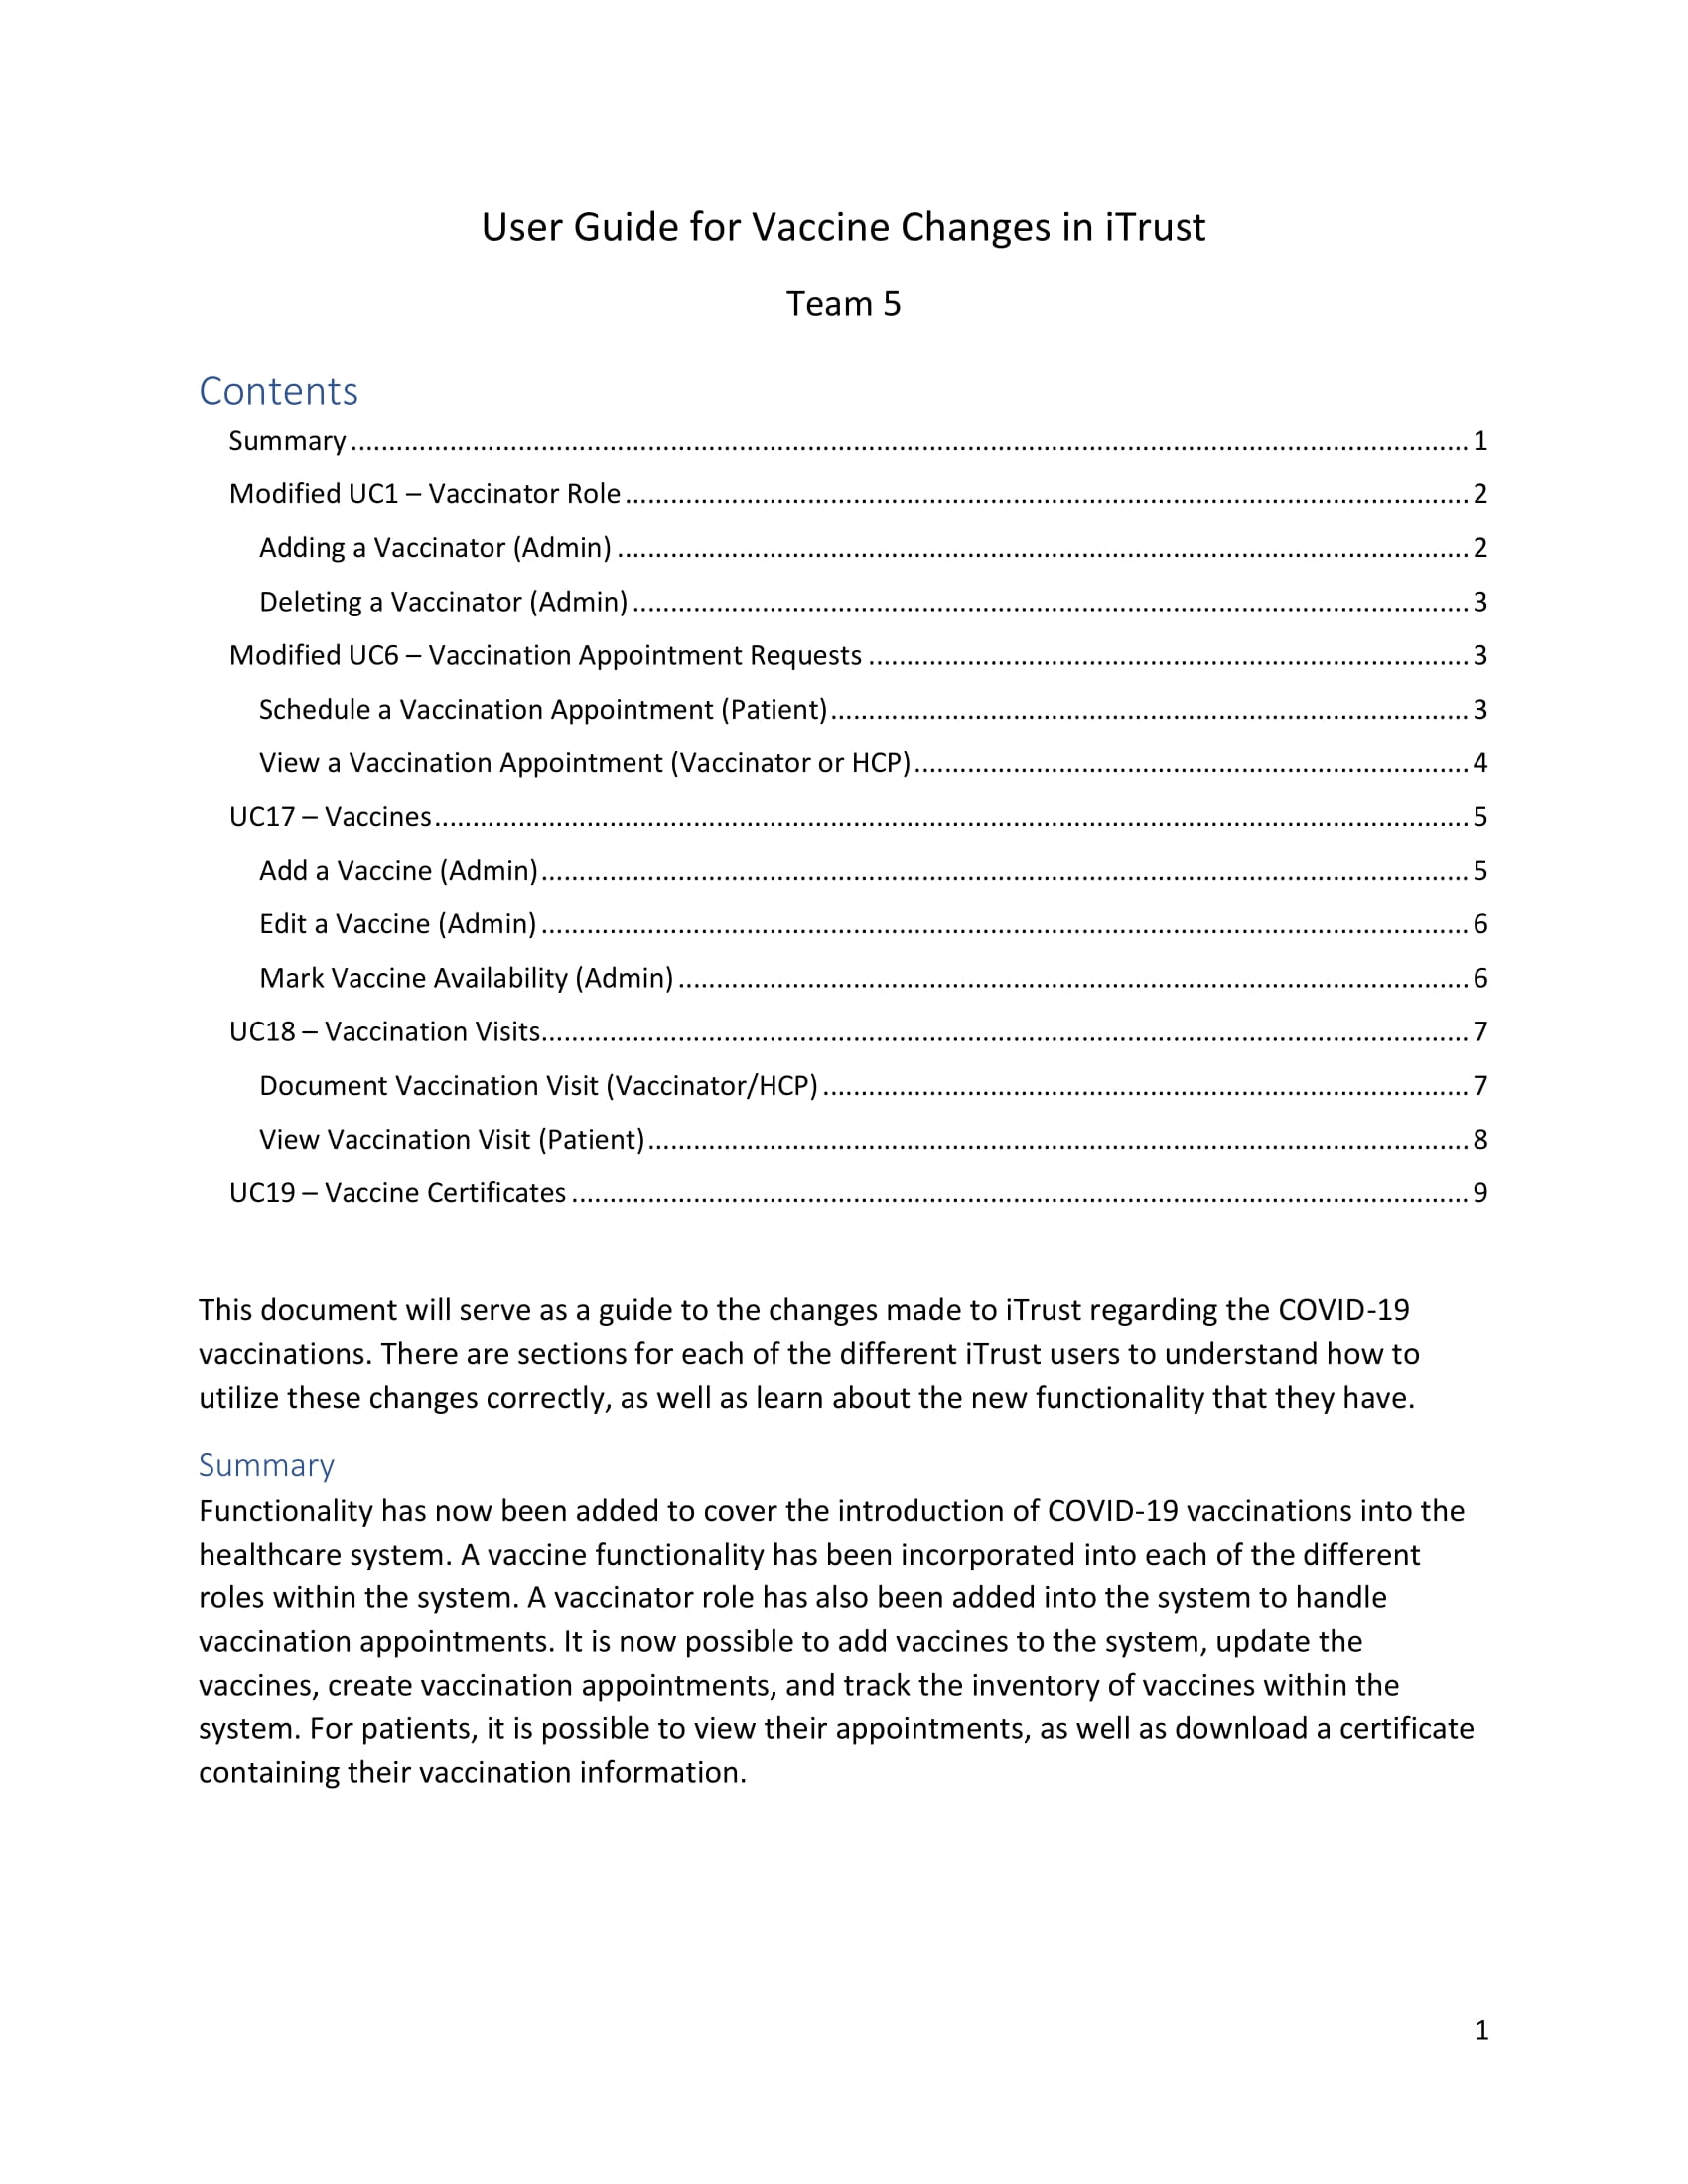 User Guide for Vaccine Changes in iTrust
Team 5
Contents
Summary ........................................................................................................ 1
Modified UC1 – Vaccinator Role ........................................................................................................ 2
Adding a Vaccinator (Admin) ........................................................................................................ 2
Deleting a Vaccinator (Admin) ........................................................................................................ 3
Modified UC6 – Vaccination Appointment Requests ........................................................................................................ 3
Schedule a Vaccination Appointment (Patient) ........................................................................................................ 3
View a Vaccination Appointment (Vaccinator or HCP) ........................................................................................................ 4
UC17 – Vaccines ........................................................................................................ 5
Add a Vaccine (Admin) ........................................................................................................ 5
Edit a Vaccine (Admin) ........................................................................................................ 6
Mark Vaccine Availability (Admin) ........................................................................................................ 6
UC18 – Vaccination Visits ........................................................................................................ 7
Document Vaccination Visit (Vaccinator/HCP) ........................................................................................................ 7
View Vaccination Visit (Patient) ........................................................................................................ 8
UC19 – Vaccine Certificates ........................................................................................................ 9
This document will serve as a guide to the changes made to iTrust regarding the COVID-19
vaccinations. There are sections for each of the different iTrust users to understand how to
utilize these changes correctly, as well as learn about the new functionality that they have.
Summary
Functionality has now been added to cover the introduction of COVID-19 vaccinations into the
healthcare system. A vaccine functionality has been incorporated into each of the different
roles within the system. A vaccinator role has also been added into the system to handle
vaccination appointments. It is now possible to add vaccines to the system, update the
vaccines, create vaccination appointments, and track the inventory of vaccines within the
system. For patients, it is possible to view their appointments, as well as download a certificate
containing their vaccination information.
1